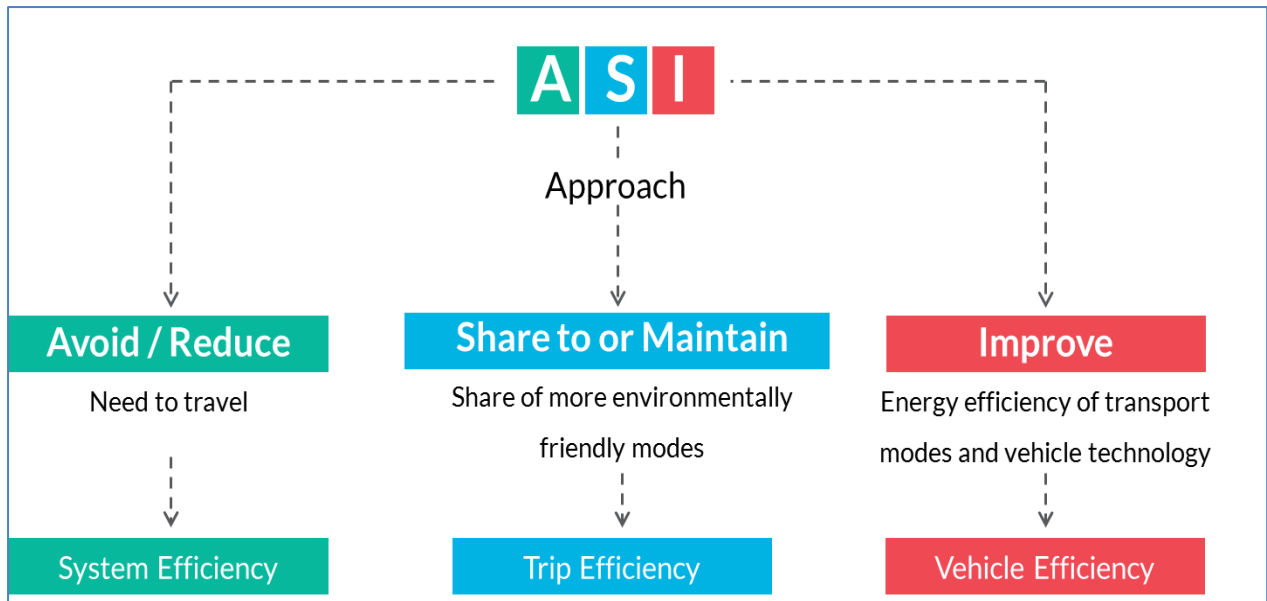 A S I
Approach
Avoid / Reduce
Need to travel
System Efficiency
Share to or Maintain
Share of more environmentally
friendly modes
Trip Efficiency
Improve
Energy efficiency of transport
modes and vehicle technology
Vehicle Efficiency